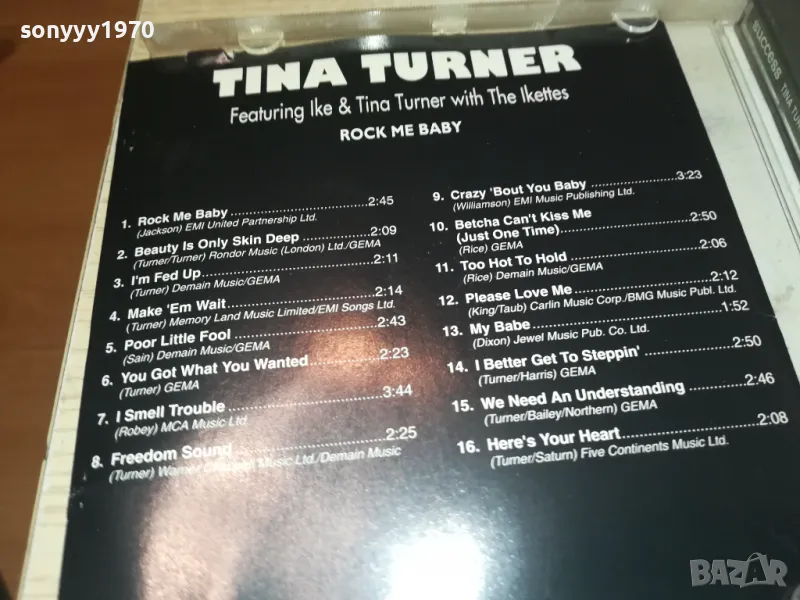 sonyyy1970
TINA TURNER
Featuring Ike & Tina Turner with The Ikettes
ROCK ME BABY
1. Rock Me Baby 2:45
(Jackson) EMI United Partnership Ltd.
2. Beauty Is Only Skin Deep 2:09
(Turner/Turner) Rondor Music (London) Ltd./GEMA
3. I'm Fed Up 2:11
(Turner) Demain Music/GEMA
4. Make 'Em Wait 2:14
(Turner) Memory Land Music Limited/EMI Songs Ltd.
5. Poor Little Fool 2:43
(Sain) Demain Music/GEMA
6. You Got What You Wanted 2:23
(Turner) GEMA
7. I Smell Trouble 3:44
(Robey) MCA Music Ltd.
8. Freedom Sound 2:25
(Turner) Warner Music Ltd./Demain Music
9. Crazy 'Bout You Baby 3:23
(Williamson) EMI Music Publishing Ltd.
10. Betcha Can't Kiss Me
(Just One Time) 2:50
(Rice) GEMA
11. Too Hot To Hold 2:06
(Rice) Demain Music/GEMA
12. Please Love Me 2:12
(King/Taub) Carlin Music Corp./BMG Music Publ. Ltd.
13. My Babe 1:52
(Dixon) Jewel Music Pub. Co. Ltd.
14. I Better Get To Steppin' 2:50
(Turner/Harris) GEMA
15. We Need An Understanding 2:46
(Turner/Bailey/Northern) GEMA
16. Here's Your Heart 2:08
(Turner/Saturn) Five Continents Music Ltd.
success TINA TU
BAZAR